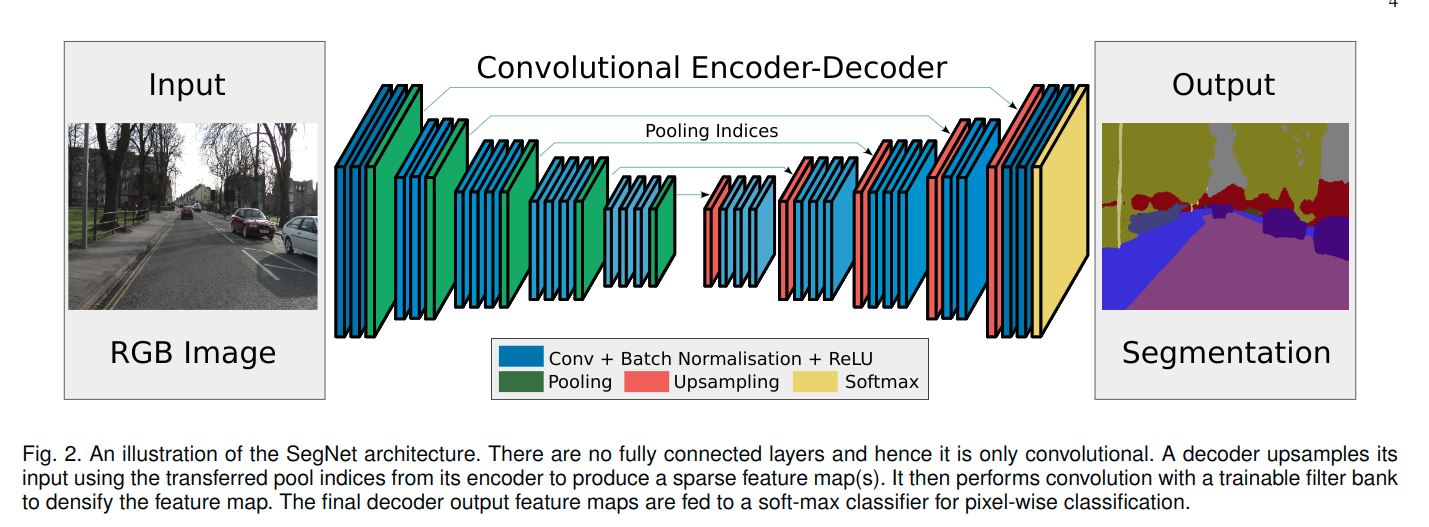 4
Input
Convolutional Encoder-Decoder
Output
Pooling Indices
RGB Image
Segmentation
Conv + Batch Normalisation + ReLU
Pooling
Upsampling
Softmax
Fig. 2. An illustration of the SegNet architecture. There are no fully connected layers and hence it is only convolutional. A decoder upsamples its
input using the transferred pool indices from its encoder to produce a sparse feature map(s). It then performs convolution with a trainable filter bank
to densify the feature map. The final decoder output feature maps are fed to a soft-max classifier for pixel-wise classification.